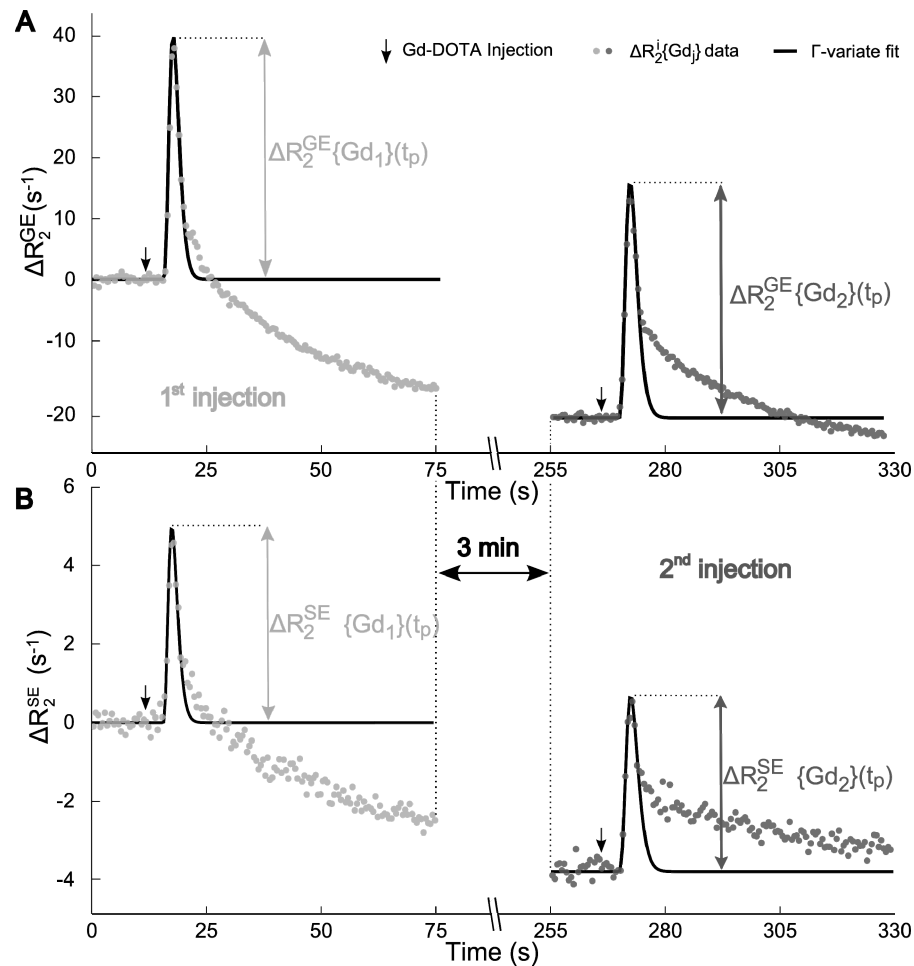 A
Gd-DOTA Injection
ΔR₂ⁱ{Gdⱼ} data
Γ-variate fit
ΔR₂ᴳᴱ(s⁻¹)
40
30
20
10
0
-10
-20
ΔR₂ᴳᴱ{Gd₁}(tₚ)
ΔR₂ᴳᴱ{Gd₂}(tₚ)
1ˢᵗ injection
0 25 50 75 255 280 305 330
Time (s)
B
ΔR₂ˢᴱ (s⁻¹)
6
4
2
0
-2
-4
3 min
2ⁿᵈ injection
ΔR₂ˢᴱ {Gd₁}(tₚ)
ΔR₂ˢᴱ {Gd₂}(tₚ)
0 25 50 75 255 280 305 330
Time (s)